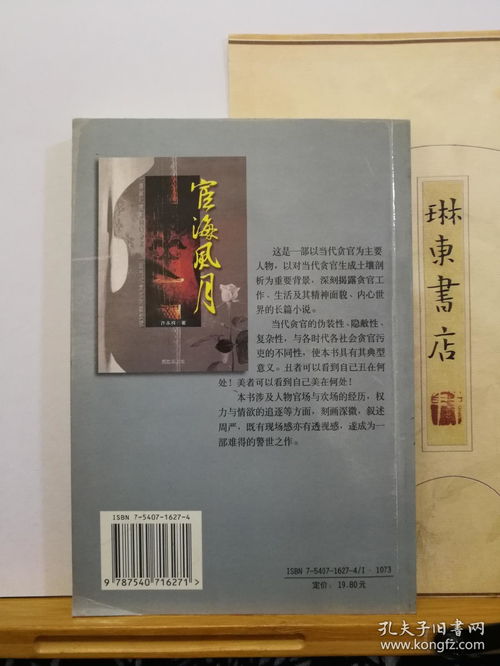 宦海風月
许永祥 著
这是一部以当代贪官为主要
人物，以对当代贪官生成土壤剖
析为重要背景，深刻揭露贪官工
作、生活及其精神面貌、内心世
界的长篇小说。
当代贪官的伪装性、隐敝性、
复杂性，与各时代各社会贪官污
吏的不同性，使本书具有其典型
意义。丑者可以看到自己丑在何
处！美者可以看到自己美在何处！
本书涉及人物官场与欢场的经历，权
力与情欲的追逐等方面，刻画深微，叙述
周严，既有现场感亦有透视感，遂成为一
部难得的警世之作。
ISBN 7-5407-1627-4
9 787540 716271 >
ISBN 7-5407-1627-4/I · 1073
定价：19.80元
琳東書店
孔夫子旧书网
www.kongfz.com